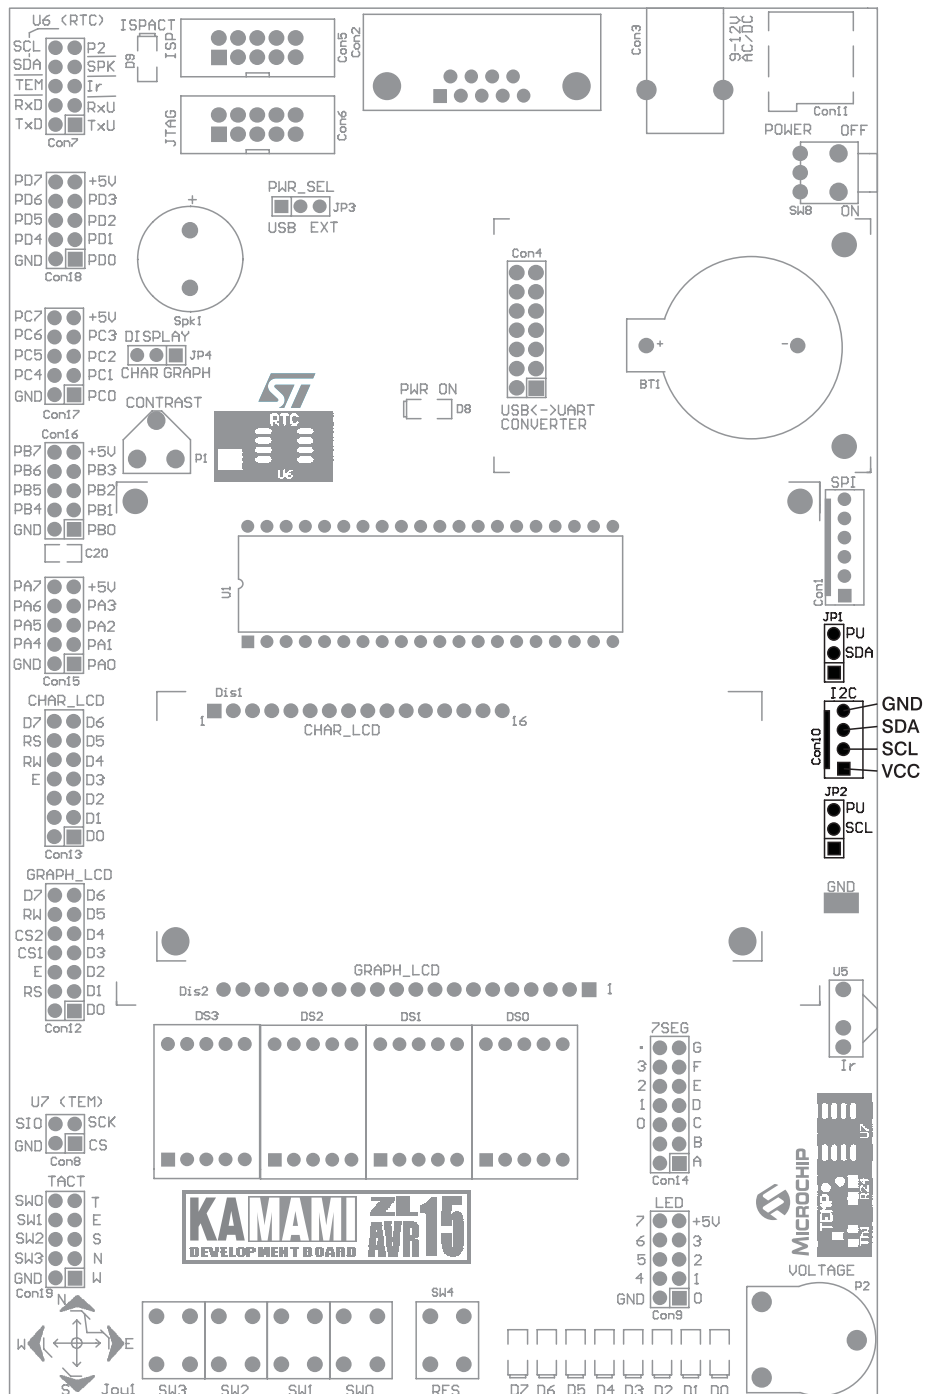 U6 (RTC)
SCL P2
SDA SPK
TEM Ir
RxD RxU
TxD TxU
Con7
ISPACT
D9
ISP
Con5
JTAG
Con6
Con2
Con3
9-12V
AC/DC
Con11
POWER OFF
SW8 ON
PD7 +5V
PD6 PD3
PD5 PD2
PD4 PD1
GND PD0
Con18
+
Spk1
PWR_SEL
JP3
USB EXT
Con4
USB<->UART
CONVERTER
+ -
BT1
PC7 +5V
PC6 PC3
PC5 PC2
PC4 PC1
GND PC0
Con17
DISPLAY
JP4
CHAR GRAPH
CONTRAST
P1
ST
RTC
U6
PWR ON
D8
Con16
PB7 +5V
PB6 PB3
PB5 PB2
PB4 PB1
GND PB0
C20
U1
SPI
Con1
PA7 +5V
PA6 PA3
PA5 PA2
PA4 PA1
GND PA0
Con15
JP1
PU
SDA
I2C
Con10
GND
SDA
SCL
VCC
JP2
PU
SCL
GND
CHAR_LCD
D7 D6
RS D5
RW D4
E D3
D2
D1
D0
Con13
Dis1
1 16
CHAR_LCD
GRAPH_LCD
D7 D6
RW D5
CS2 D4
CS1 D3
E D2
RS D1
D0
Con12
GRAPH_LCD
Dis2 1
DS3 DS2 DS1 DS0
7SEG
. G
3 F
2 E
1 D
0 C
B
A
Con14
U5
Ir
U7 (TEM)
SIO SCK
GND CS
Con8
TACT
SW0 T
SW1 E
SW2 S
SW3 N
GND W
Con19
KAMAMI
DEVELOPMENT BOARD
ZL
AVR
15
LED
7 +5V
6 3
5 2
4 1
GND 0
Con9
MICROCHIP
TEMP
U7
R24
VOLTAGE
P2
N
W E
S Joy1
SW3 SW2 SW1 SW0
SW4
RES
D7 D6 D5 D4 D3 D2 D1 D0